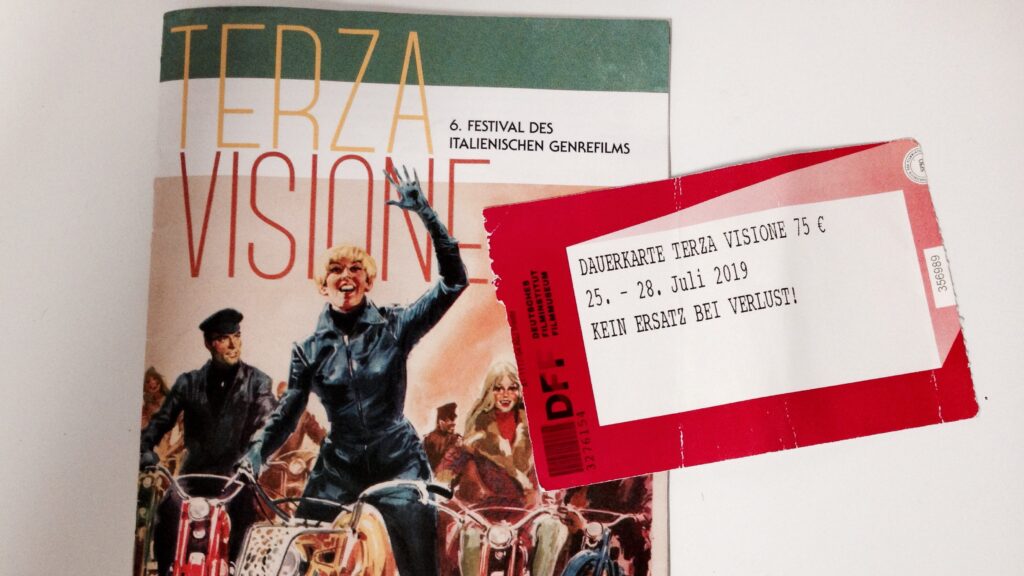 TERZA
VISIONE
6. FESTIVAL DES
ITALIENISCHEN GENREFILMS
DAUERKARTE TERZA VISIONE 75 €
25. - 28. Juli 2019
KEIN ERSATZ BEI VERLUST!
356989
DEUTSCHES
FILMINSTITUT
FILMMUSEUM
DFF
3276154